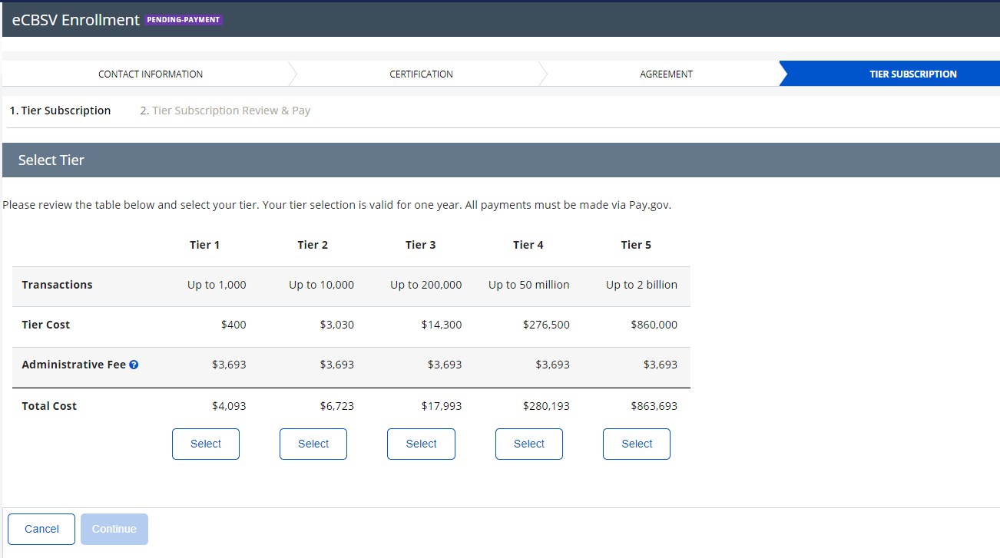 eCBSV Enrollment PENDING-PAYMENT
CONTACT INFORMATION CERTIFICATION AGREEMENT TIER SUBSCRIPTION
1. Tier Subscription 2. Tier Subscription Review & Pay
Select Tier
Please review the table below and select your tier. Your tier selection is valid for one year. All payments must be made via Pay.gov.
Tier 1 Tier 2 Tier 3 Tier 4 Tier 5
Transactions Up to 1,000 Up to 10,000 Up to 200,000 Up to 50 million Up to 2 billion
Tier Cost $400 $3,030 $14,300 $276,500 $860,000
Administrative Fee ? $3,693 $3,693 $3,693 $3,693 $3,693
Total Cost $4,093 $6,723 $17,993 $280,193 $863,693
Select Select Select Select Select
Cancel Continue